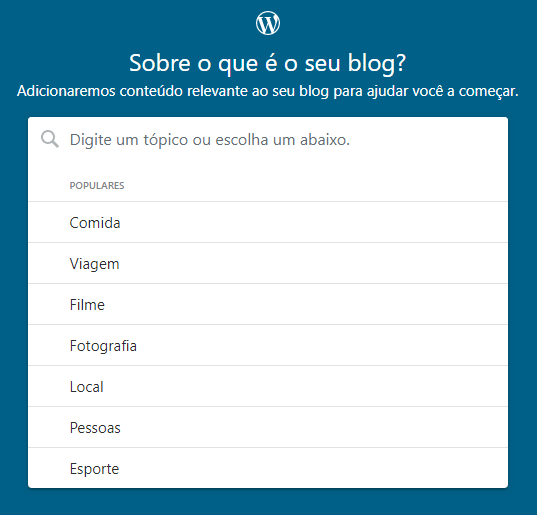 Sobre o que é o seu blog?
Adicionaremos conteúdo relevante ao seu blog para ajudar você a começar.
Digite um tópico ou escolha um abaixo.
POPULARES
Comida
Viagem
Filme
Fotografia
Local
Pessoas
Esporte